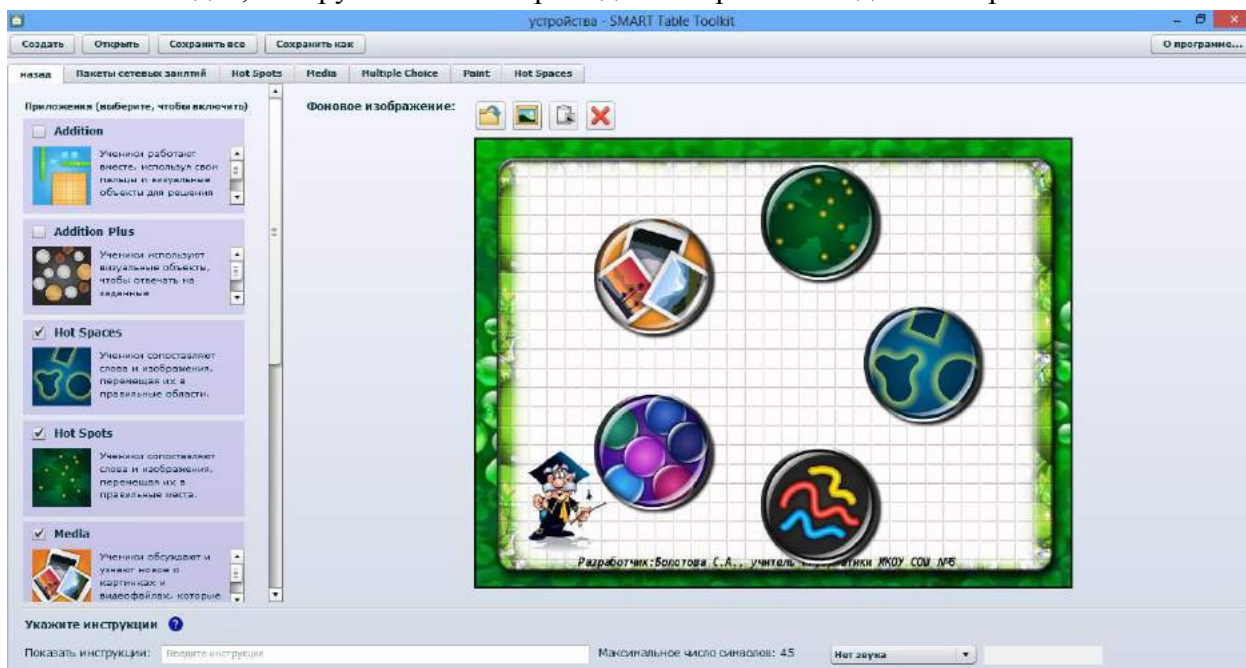 устройства - SMART Table Toolkit
Создать Открыть Сохранить все Сохранить как О программе...
назад Пакеты сетевых занятий Hot Spots Media Multiple Choice Paint Hot Spaces
Приложения (выберите, чтобы включить)
Фоновое изображение:
Addition
Ученики работают
вместе, используя свои
пальцы и визуальные
объекты для решения
Addition Plus
Ученики используют
визуальные объекты,
чтобы отвечать на
заданные
Hot Spaces
Ученики сопоставляют
слова и изображения,
перемещая их в
правильные области.
Hot Spots
Ученики сопоставляют
слова и изображения,
перемещая их в
правильные места.
Media
Ученики обсуждают и
узнают новое о
картинках и
видеофайлах, которые
Разработчик:Болотова С.А., учитель МКОУ СОШ №6
Укажите инструкции
Показать инструкции: Введите инструкции Максимальное число символов: 45 Нет звука